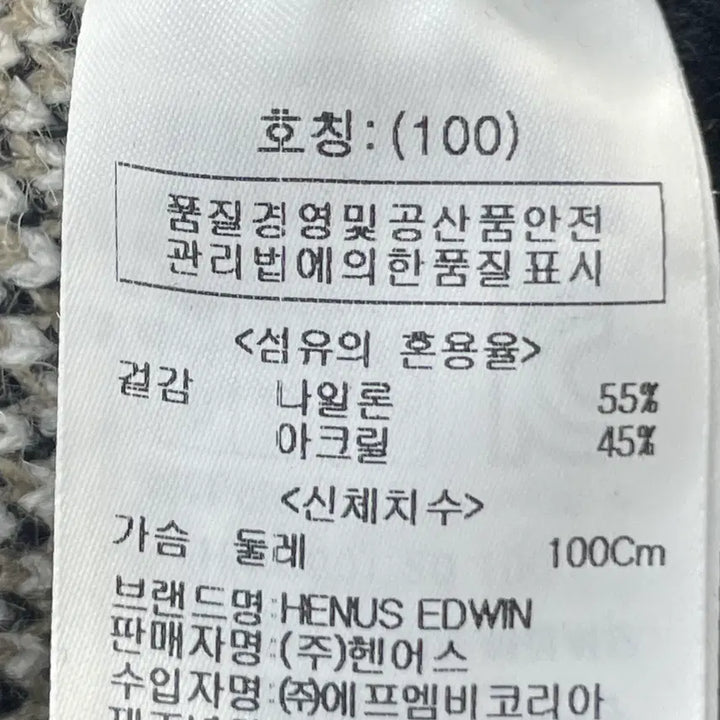 호칭:(100)
품질경영및공산품안전
관리법에의한품질표시
<섬유의 혼용율>
겉감 나일론 55%
아크릴 45%
<신체치수>
가슴 둘레 100Cm
브랜드명:HENUS EDWIN
판매자명:(주)헨어스
수입자명:㈜에프엠비코리아